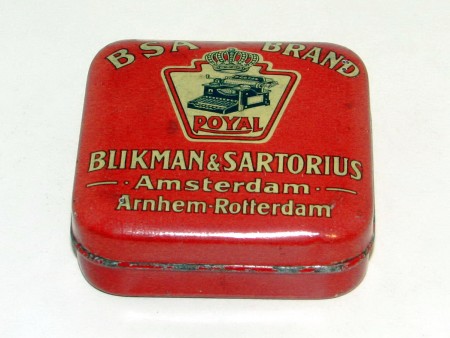 BSA BRAND
ROYAL
BLIKMAN & SARTORIUS
· Amsterdam ·
Arnhem · Rotterdam